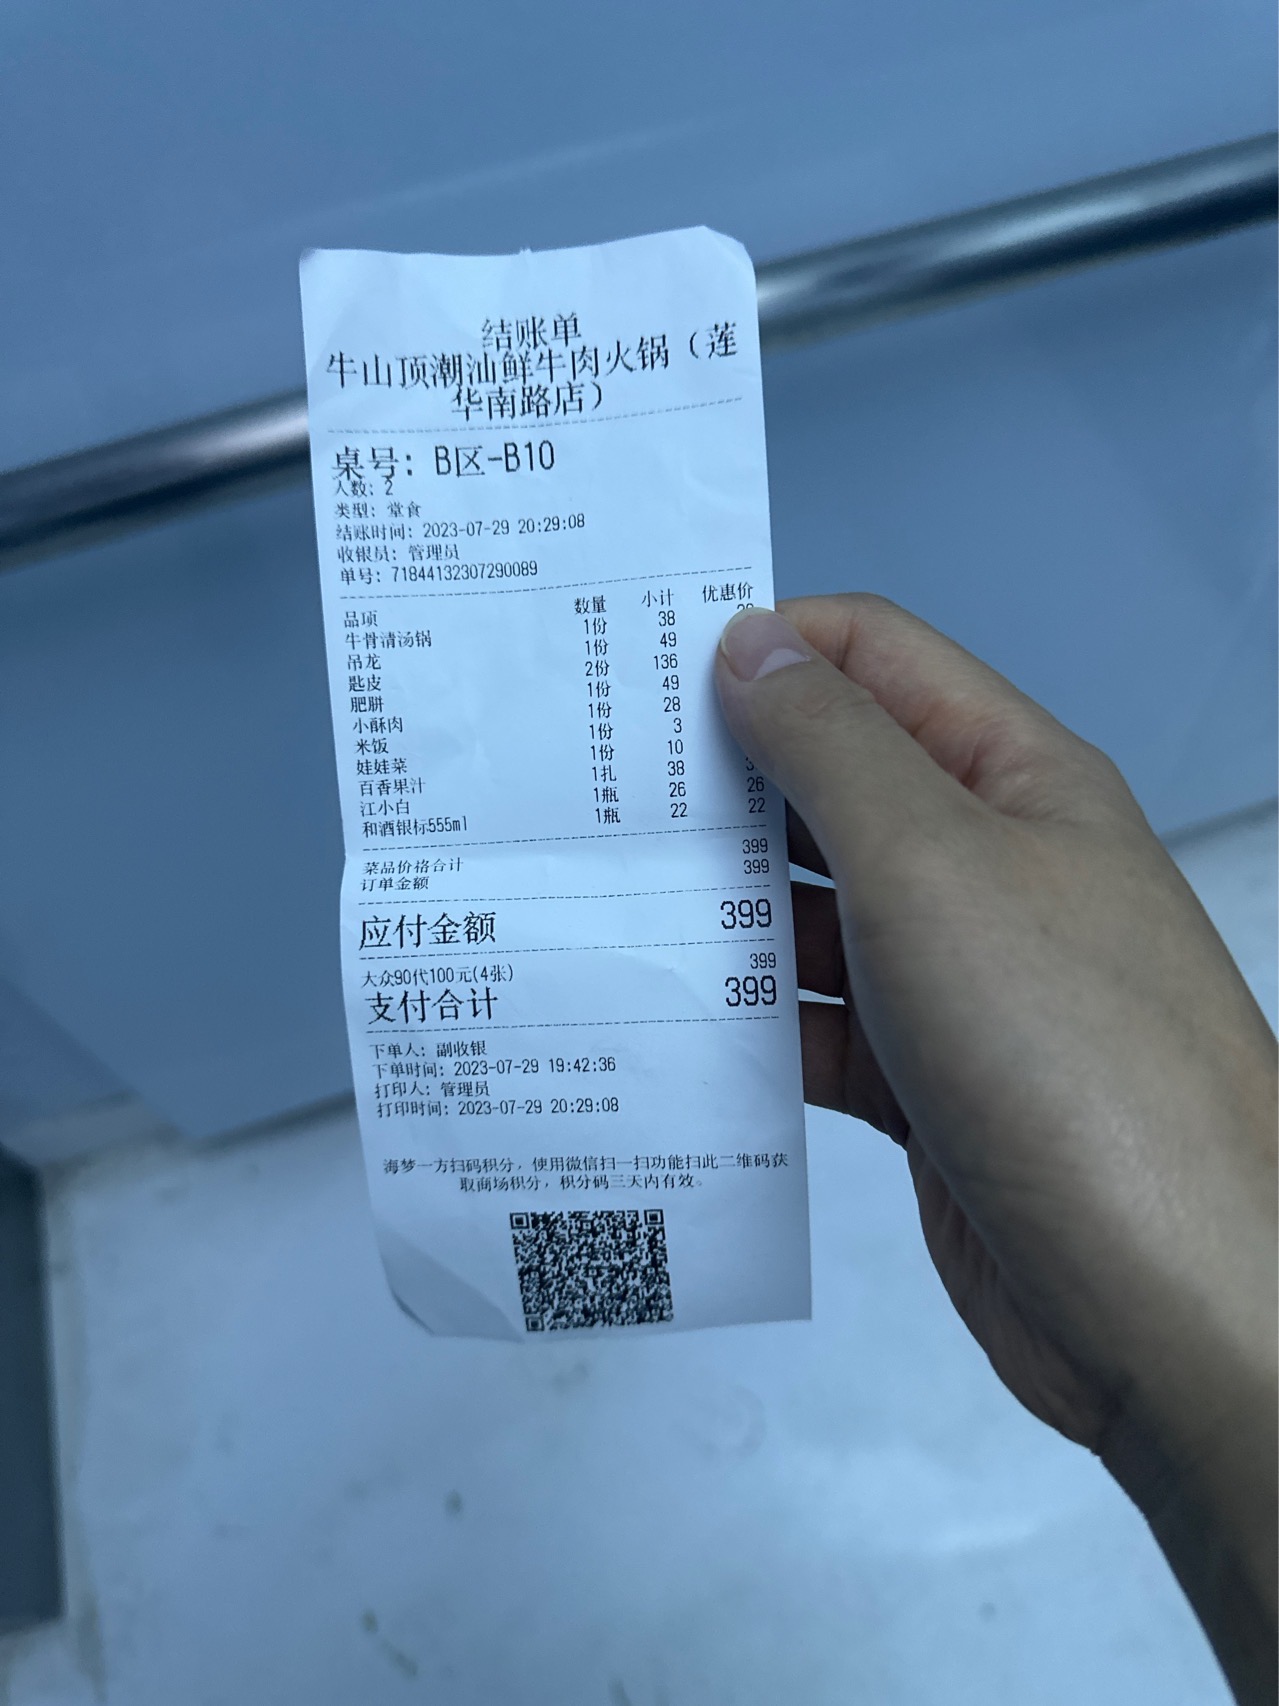 结账单
牛山顶潮汕鲜牛肉火锅（莲
华南路店）
桌号：B区-B10
人数：2
类型：堂食
结账时间：2023-07-29 20:29:08
收银员：管理员
单号：71844132307290089
品项 数量 小计 优惠价
牛骨清汤锅 1份 38
吊龙 1份 49
匙皮 2份 136
肥胼 1份 49
小酥肉 1份 28
米饭 1份 3
娃娃菜 1份 10
百香果汁 1扎 38
江小白 1瓶 26 26
和酒银标555ml 1瓶 22 22
菜品价格合计 399
订单金额 399
应付金额 399
大众90代100元(4张) 399
支付合计 399
下单人：副收银
下单时间：2023-07-29 19:42:36
打印人：管理员
打印时间：2023-07-29 20:29:08
海梦一方扫码积分，使用微信扫一扫功能扫此二维码获
取商场积分，积分码三天内有效。